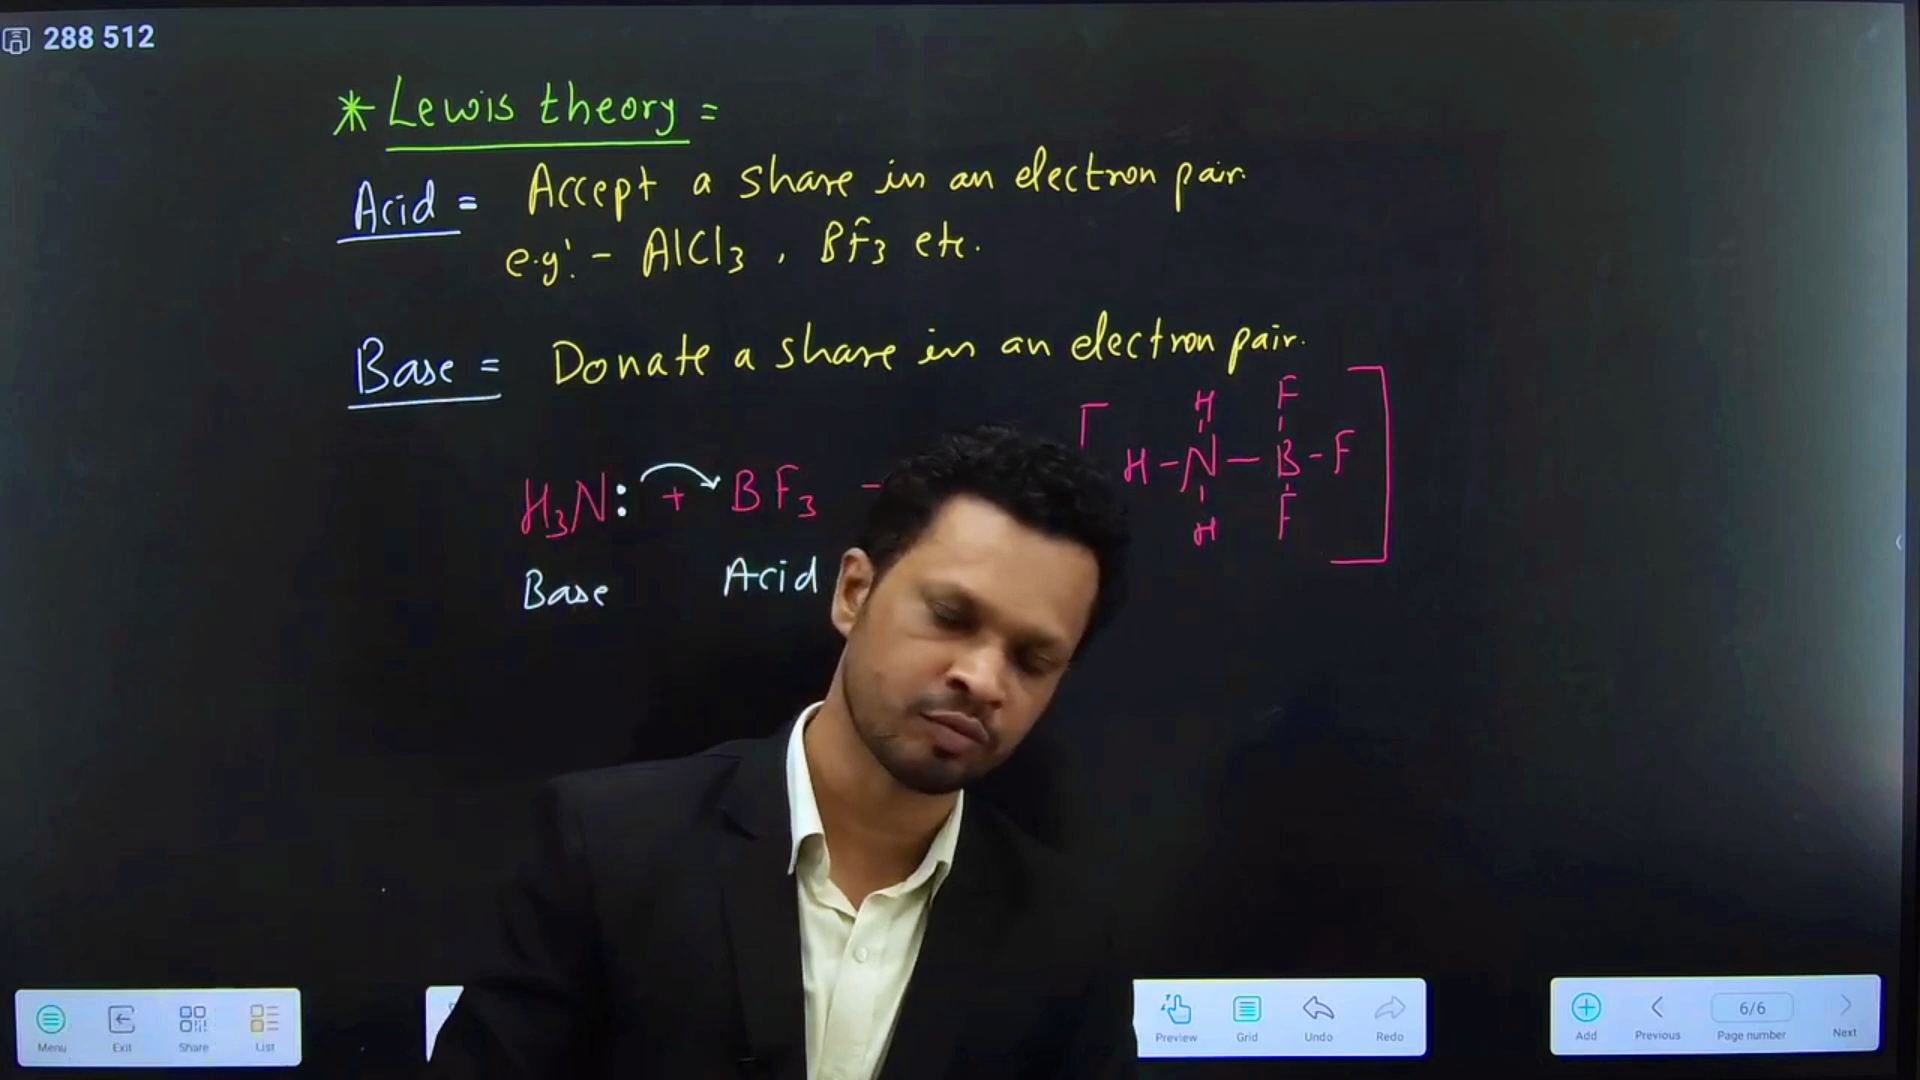 288 512
* Lewis theory =
Acid = Accept a share in an electron pair.
e.g:- AlCl3, BF3 etc.
Base = Donate a share in an electron pair.
H F
H-N-B-F
H F
H3N: + BF3 -
Base Acid
Menu Exit Share List Preview Grid Undo Redo Add Previous 6/6 Page number Next